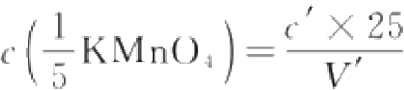 c(1/5 KMnO₄) = c′ × 25 / V′